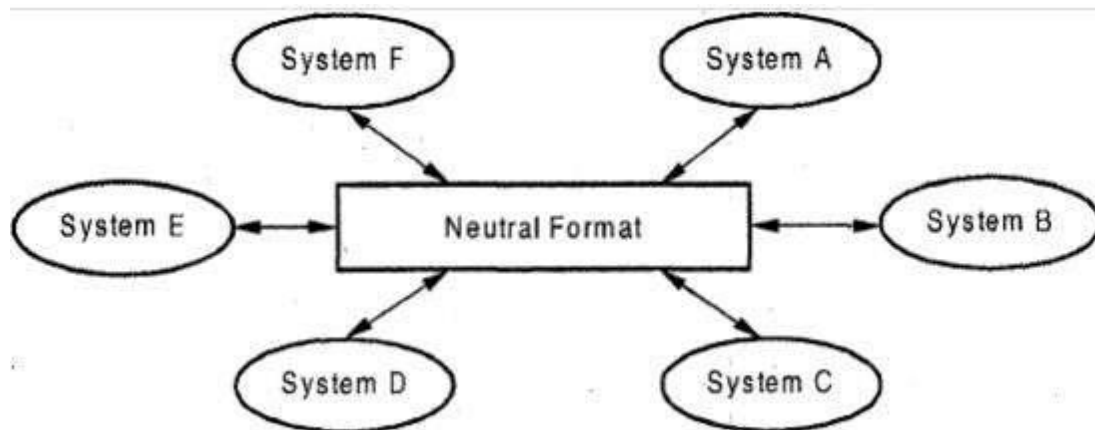 System F
System A
System E
Neutral Format
System B
System D
System C